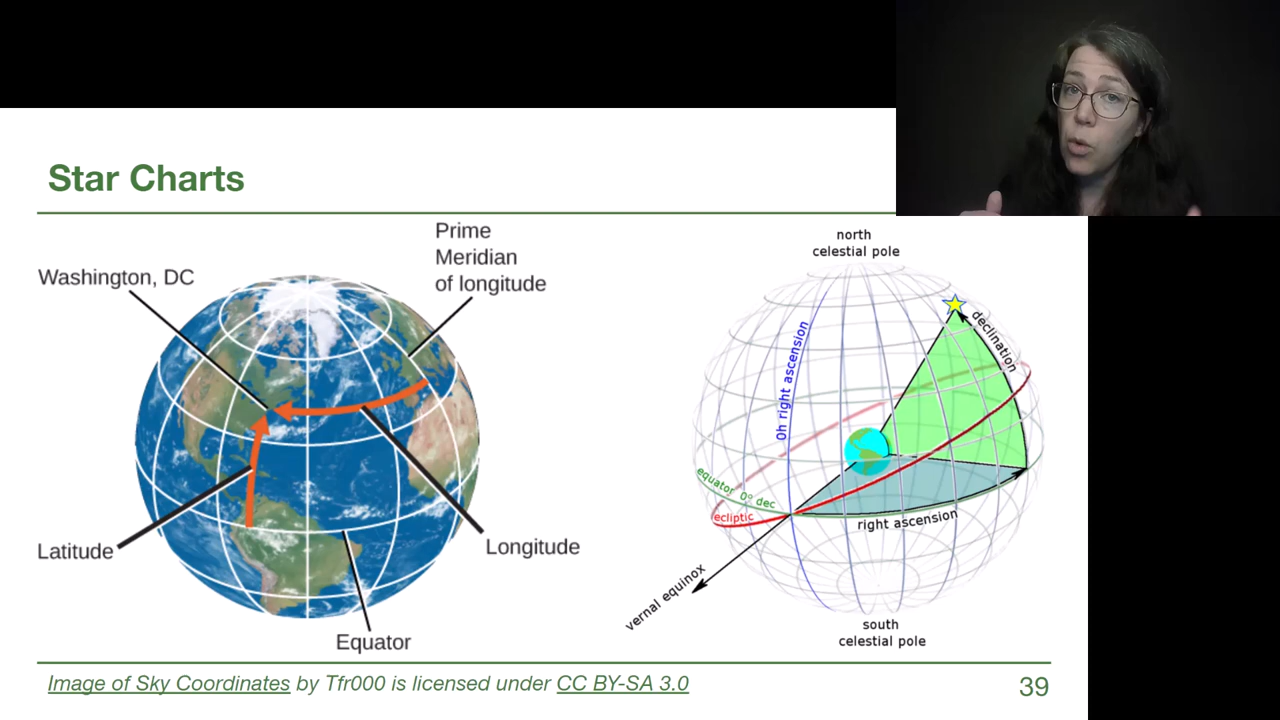 Star Charts
Prime
Meridian
of longitude
Washington, DC
Latitude
Longitude
Equator
north
celestial pole
declination
0h right ascension
equator 0° dec
ecliptic
right ascension
vernal equinox
south
celestial pole
Image of Sky Coordinates by Tfr000 is licensed under CC BY-SA 3.0
39